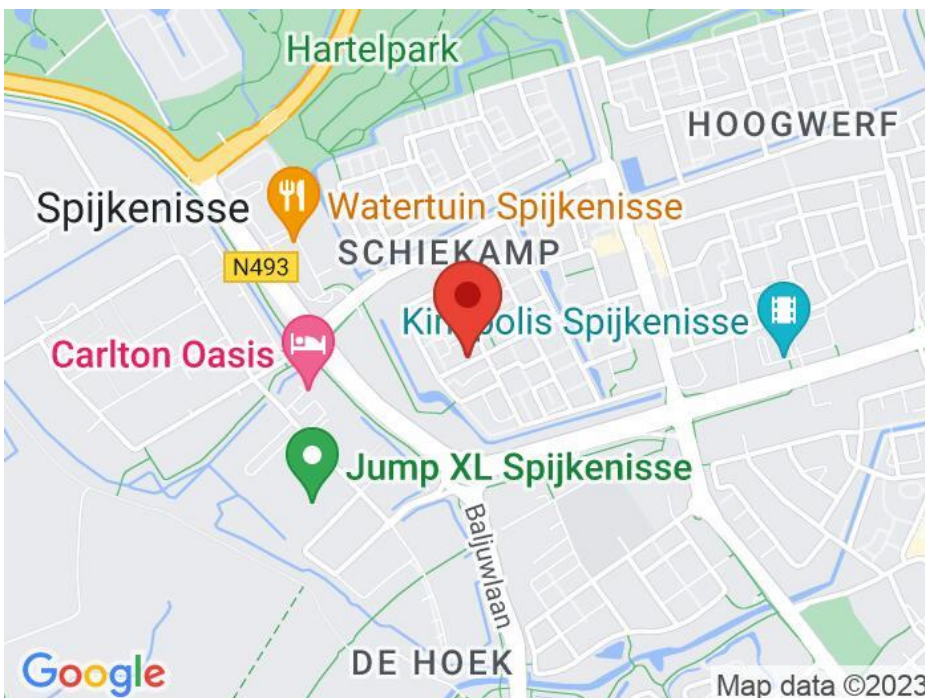 Hartelpark
HOOGWERF
Spijkenisse
Watertuin Spijkenisse
SCHIEKAMP
N493
Spijkenisse
Carlton Oasis
Jump XL Spijkenisse
Baljuwlaan
DE HOEK
Google
Map data ©2023